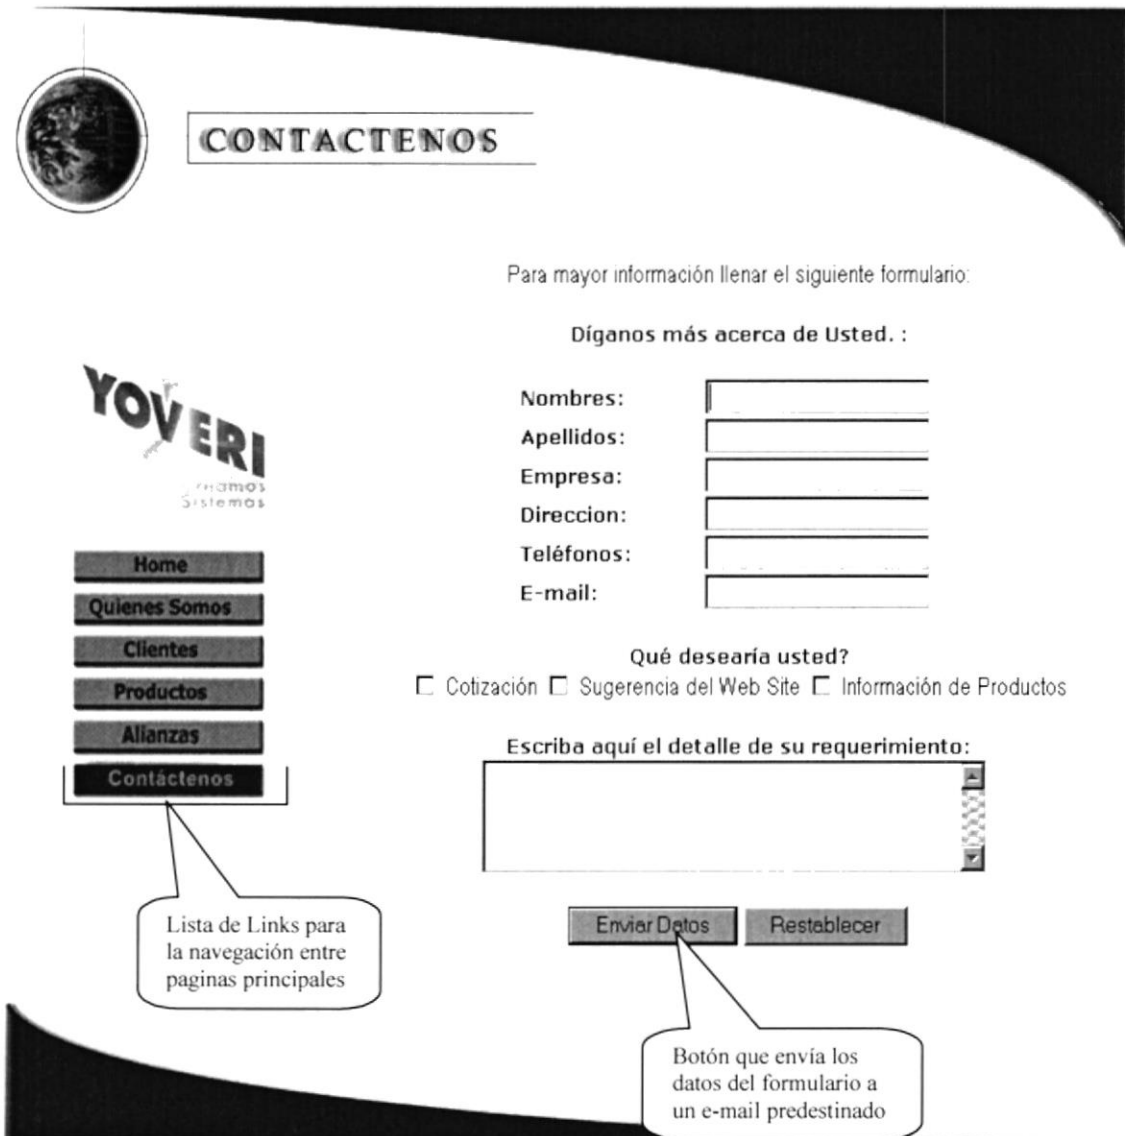 CONTACTENOS
Para mayor información llenar el siguiente formulario:
Díganos más acerca de Usted. :
Nombres:
Apellidos:
Empresa:
Direccion:
Teléfonos:
E-mail:
Qué desearía usted?
Cotización Sugerencia del Web Site Información de Productos
Escriba aquí el detalle de su requerimiento:
Enviar Datos Restablecer
YOVERI
Sistemas
Home
Quienes Somos
Clientes
Productos
Alianzas
Contáctenos
Lista de Links para
la navegación entre
paginas principales
Botón que envía los
datos del formulario a
un e-mail predestinado